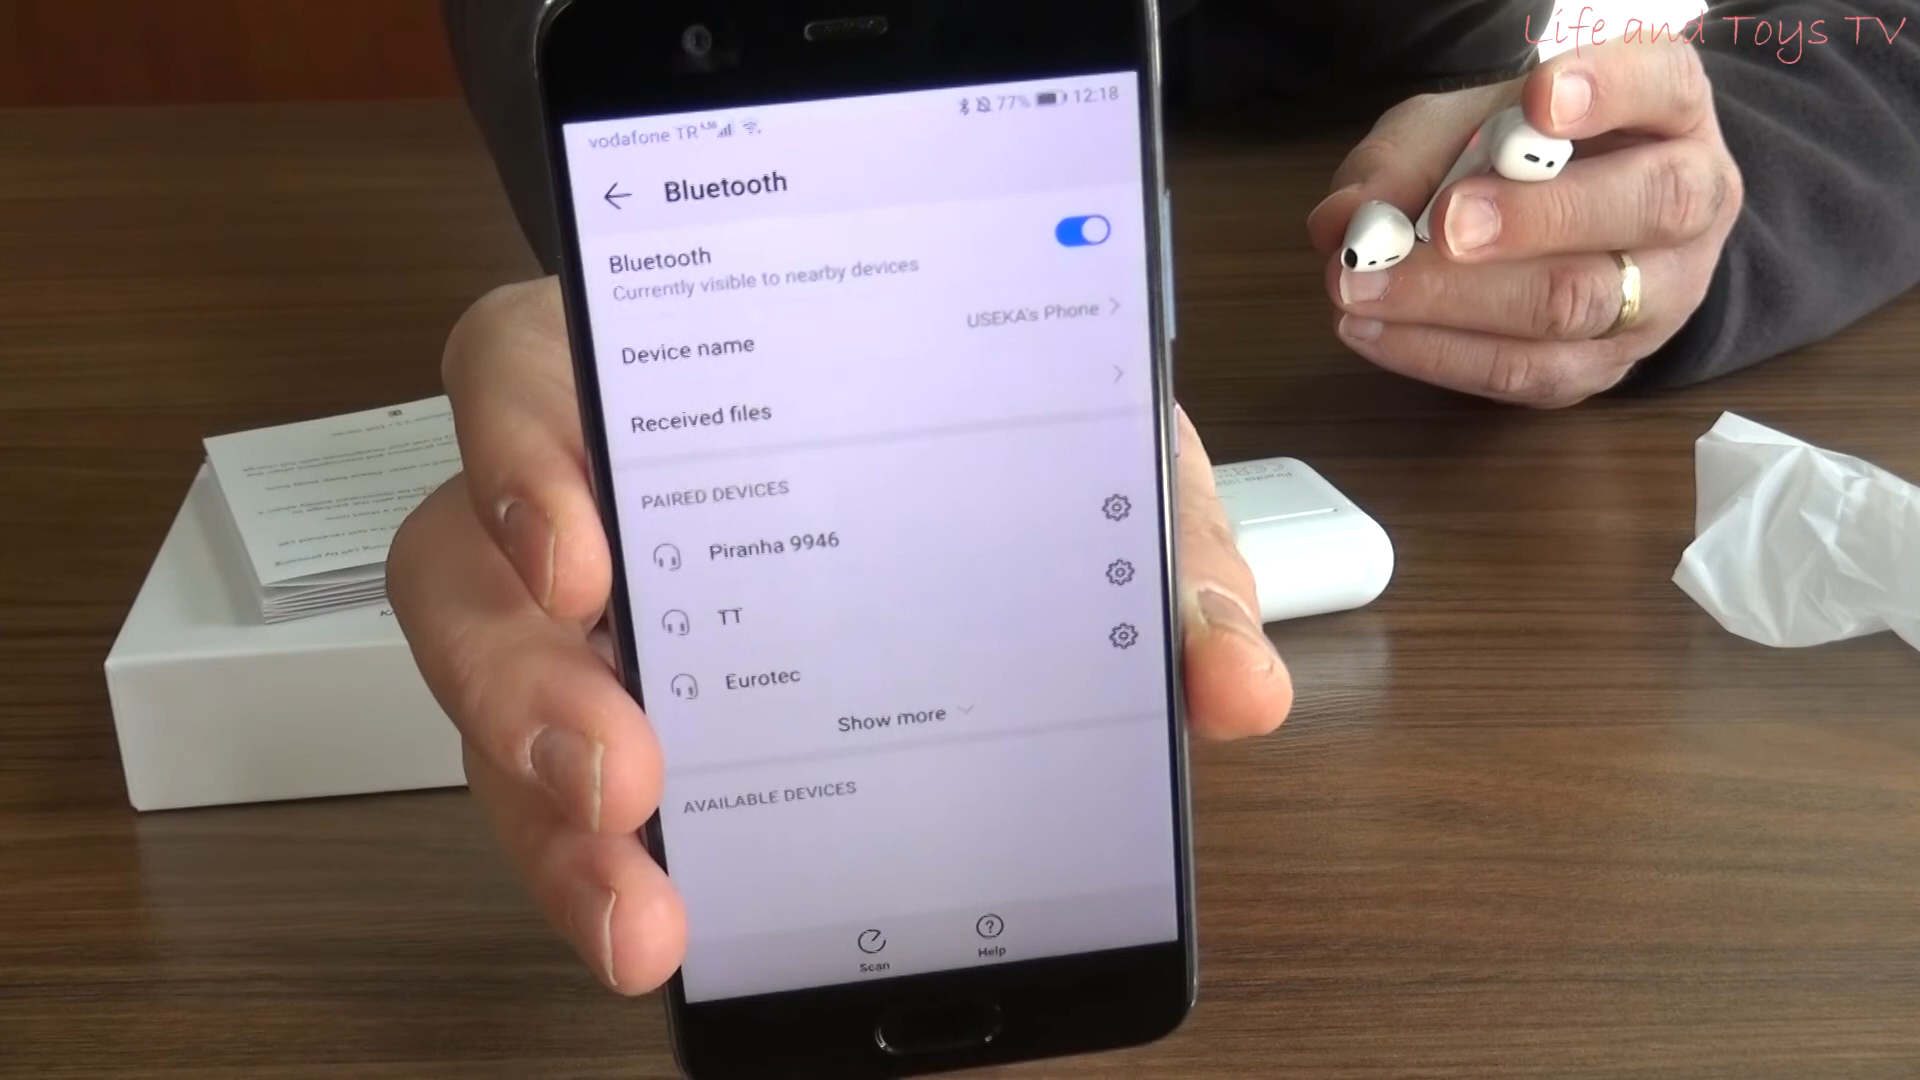 Life and Toys TV
vodafone TR 77% 12:18
Bluetooth
Bluetooth
Currently visible to nearby devices
Device name USEKA's Phone
Received files
PAIRED DEVICES
Piranha 9946
TT
Eurotec
Show more
AVAILABLE DEVICES
Scan Help